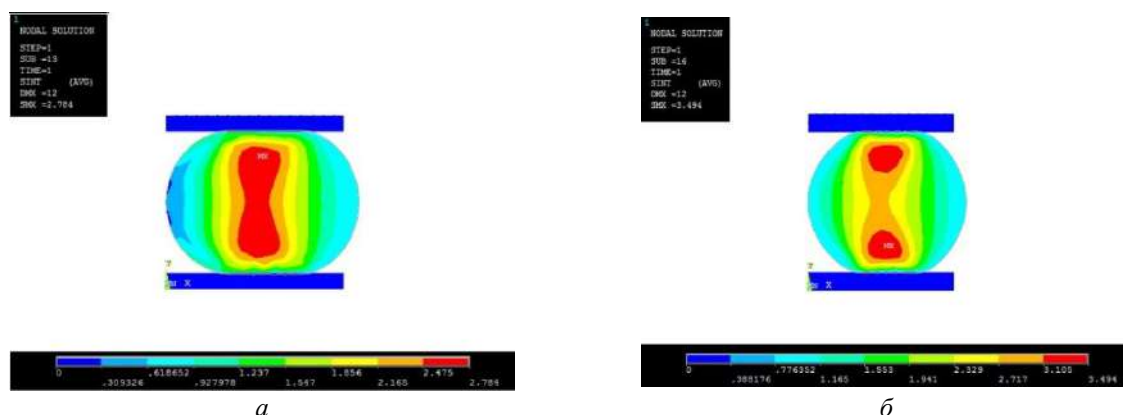 1
NODAL SOLUTION
STEP=1
SUB =13
TIME=1
SINT (AVG)
DMX =12
SMX =2.784
MX
Y
X
0
.309326
.618652
.927978
1.237
1.547
1.856
2.165
2.475
2.784
а
1
NODAL SOLUTION
STEP=1
SUB =16
TIME=1
SINT (AVG)
DMX =12
SMX =3.494
MX
Y
X
0
.388176
.776352
1.165
1.553
1.941
2.329
2.717
3.105
3.494
б